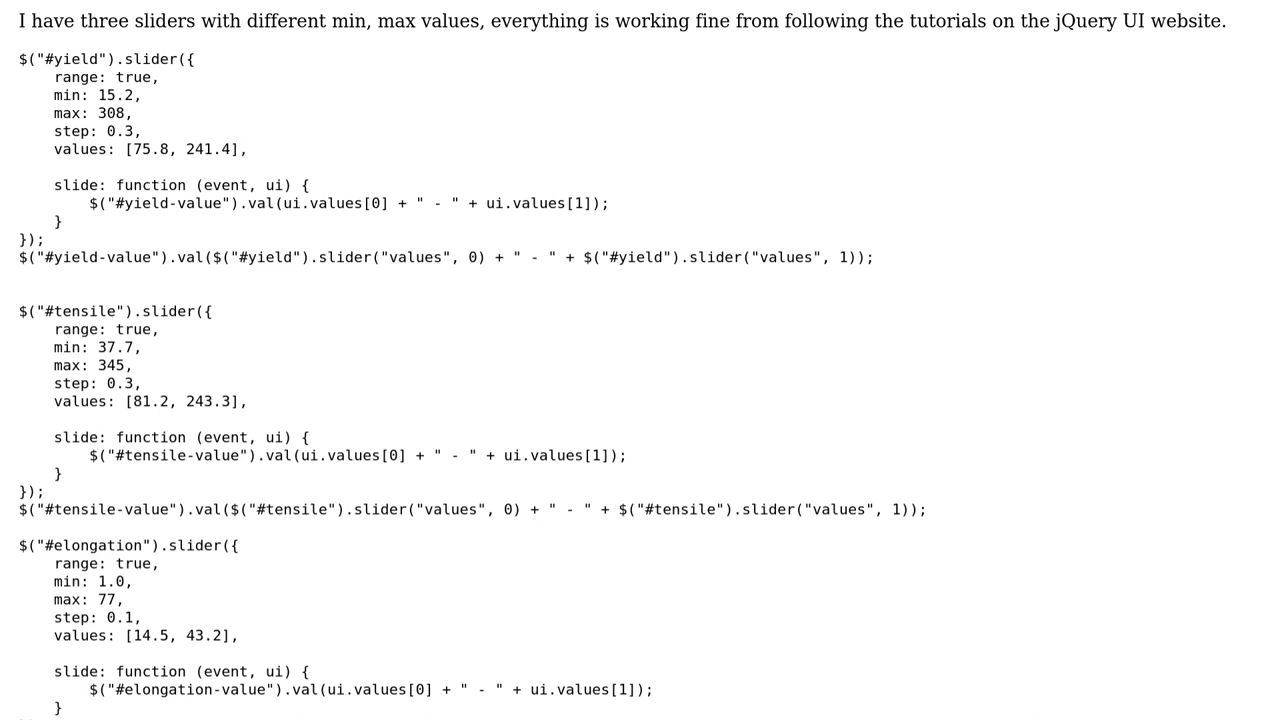 I have three sliders with different min, max values, everything is working fine from following the tutorials on the jQuery UI website.
$("#yield").slider({
    range: true,
    min: 15.2,
    max: 308,
    step: 0.3,
    values: [75.8, 241.4],
    slide: function (event, ui) {
        $("#yield-value").val(ui.values[0] + " - " + ui.values[1]);
    }
});
$("#yield-value").val($("#yield").slider("values", 0) + " - " + $("#yield").slider("values", 1));
$("#tensile").slider({
    range: true,
    min: 37.7,
    max: 345,
    step: 0.3,
    values: [81.2, 243.3],
    slide: function (event, ui) {
        $("#tensile-value").val(ui.values[0] + " - " + ui.values[1]);
    }
});
$("#tensile-value").val($("#tensile").slider("values", 0) + " - " + $("#tensile").slider("values", 1));
$("#elongation").slider({
    range: true,
    min: 1.0,
    max: 77,
    step: 0.1,
    values: [14.5, 43.2],
    slide: function (event, ui) {
        $("#elongation-value").val(ui.values[0] + " - " + ui.values[1]);
    }